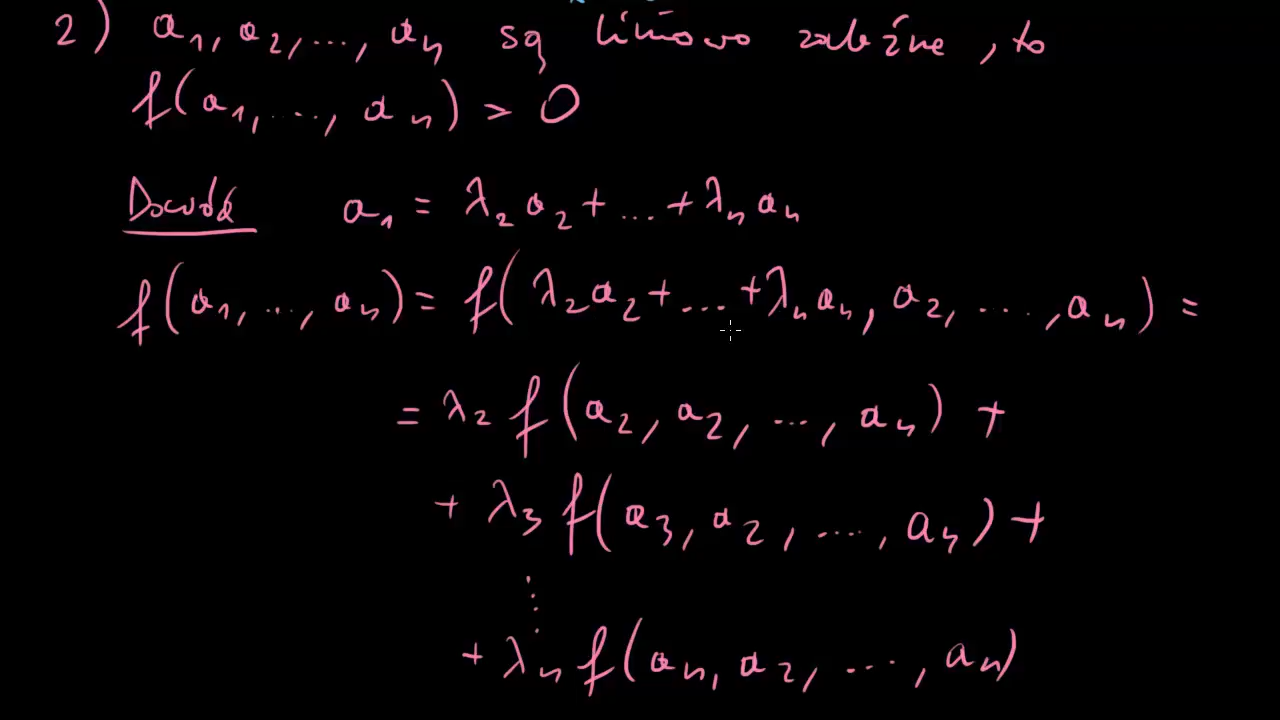 2) a₁, a₂, ..., aₙ są liniowo zależne, to
f(a₁, ..., aₙ) = 0
Dowód a₁ = λ₂a₂ + ... + λₙaₙ
f(a₁, ..., aₙ) = f(λ₂a₂ + ... + λₙaₙ, a₂, ..., aₙ) =
= λ₂ f(a₂, a₂, ..., aₙ) +
+ λ₃ f(a₃, a₂, ..., aₙ) +
⋮
+ λₙ f(aₙ, a₂, ..., aₙ)